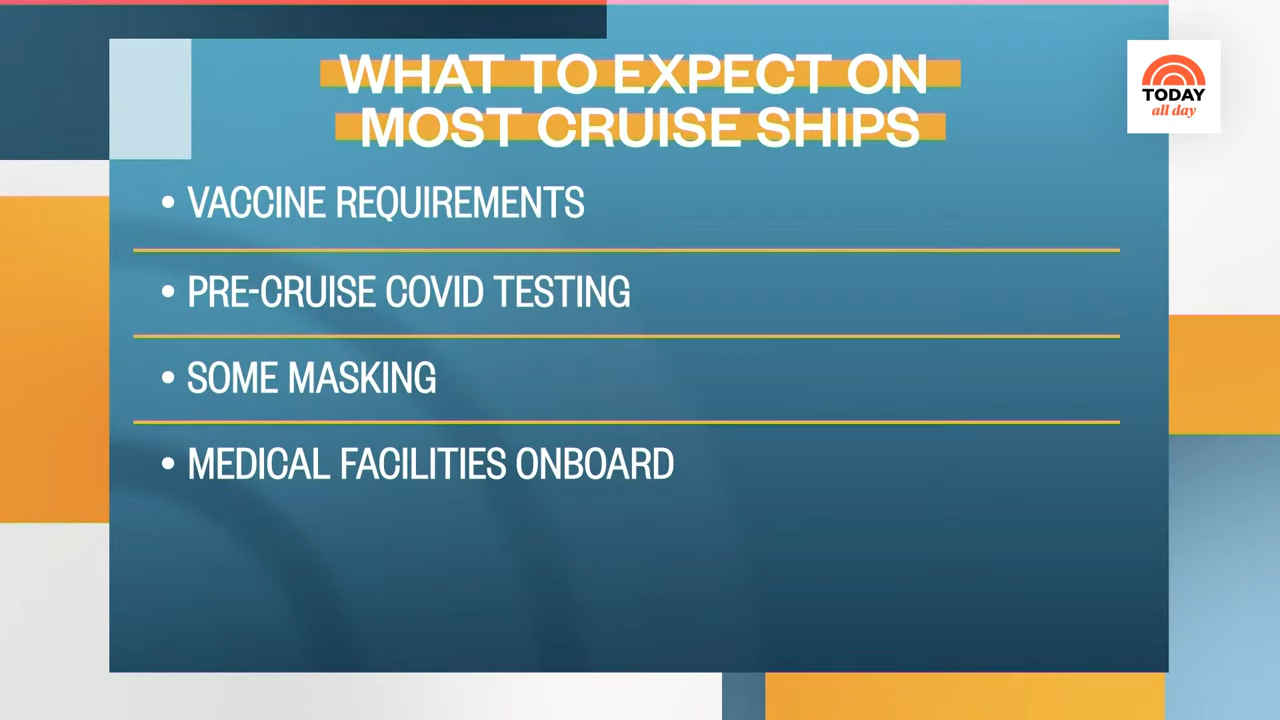 WHAT TO EXPECT ON
MOST CRUISE SHIPS
TODAY
all day
• VACCINE REQUIREMENTS
• PRE-CRUISE COVID TESTING
• SOME MASKING
• MEDICAL FACILITIES ONBOARD